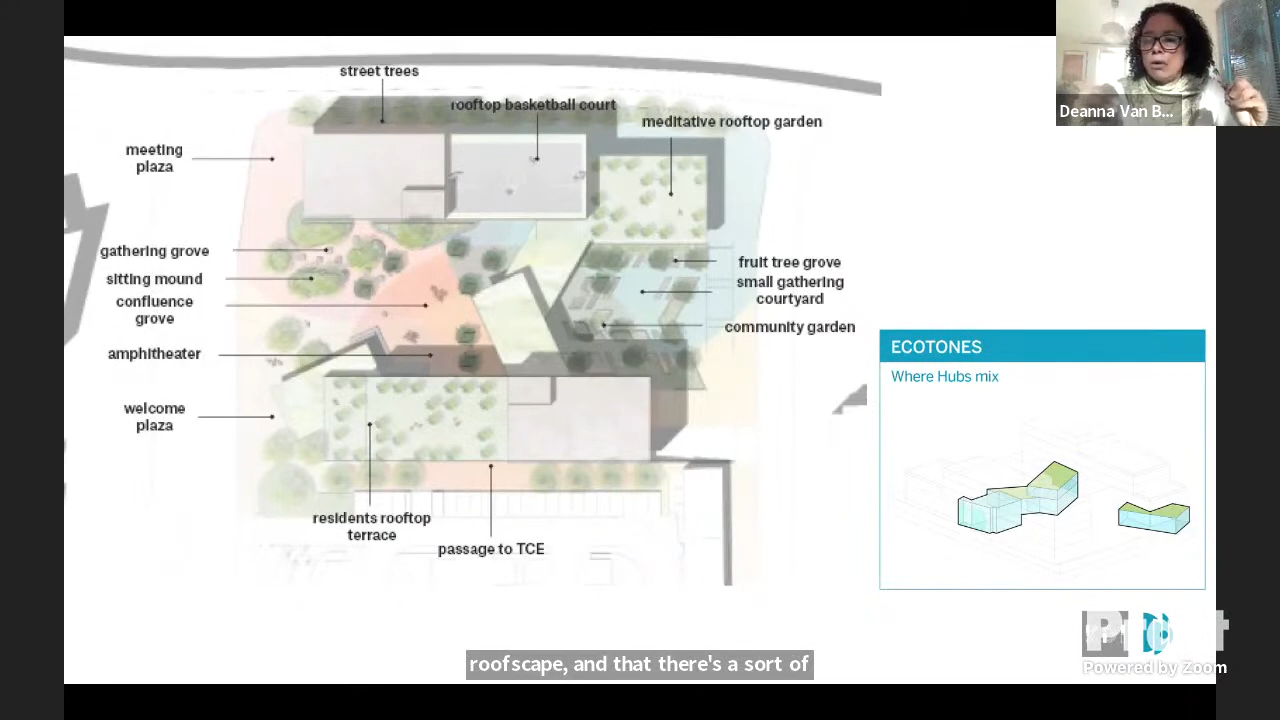 street trees
rooftop basketball court
meditative rooftop garden
meeting
plaza
gathering grove
sitting mound
confluence
grove
amphitheater
welcome
plaza
fruit tree grove
small gathering
courtyard
community garden
residents rooftop
terrace
passage to TCE
Deanna Van B...
ECOTONES
Where Hubs mix
roofscape, and that there's a sort of
Powered by Zoom